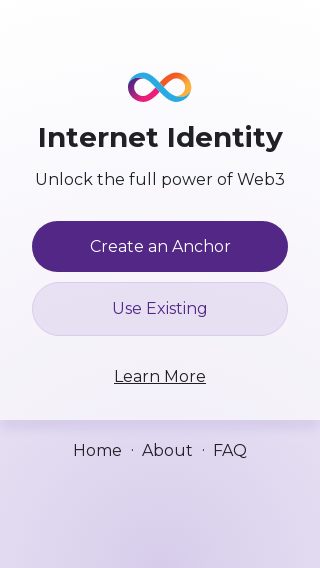 Internet Identity
Unlock the full power of Web3
Create an Anchor
Use Existing
Learn More
Home · About · FAQ